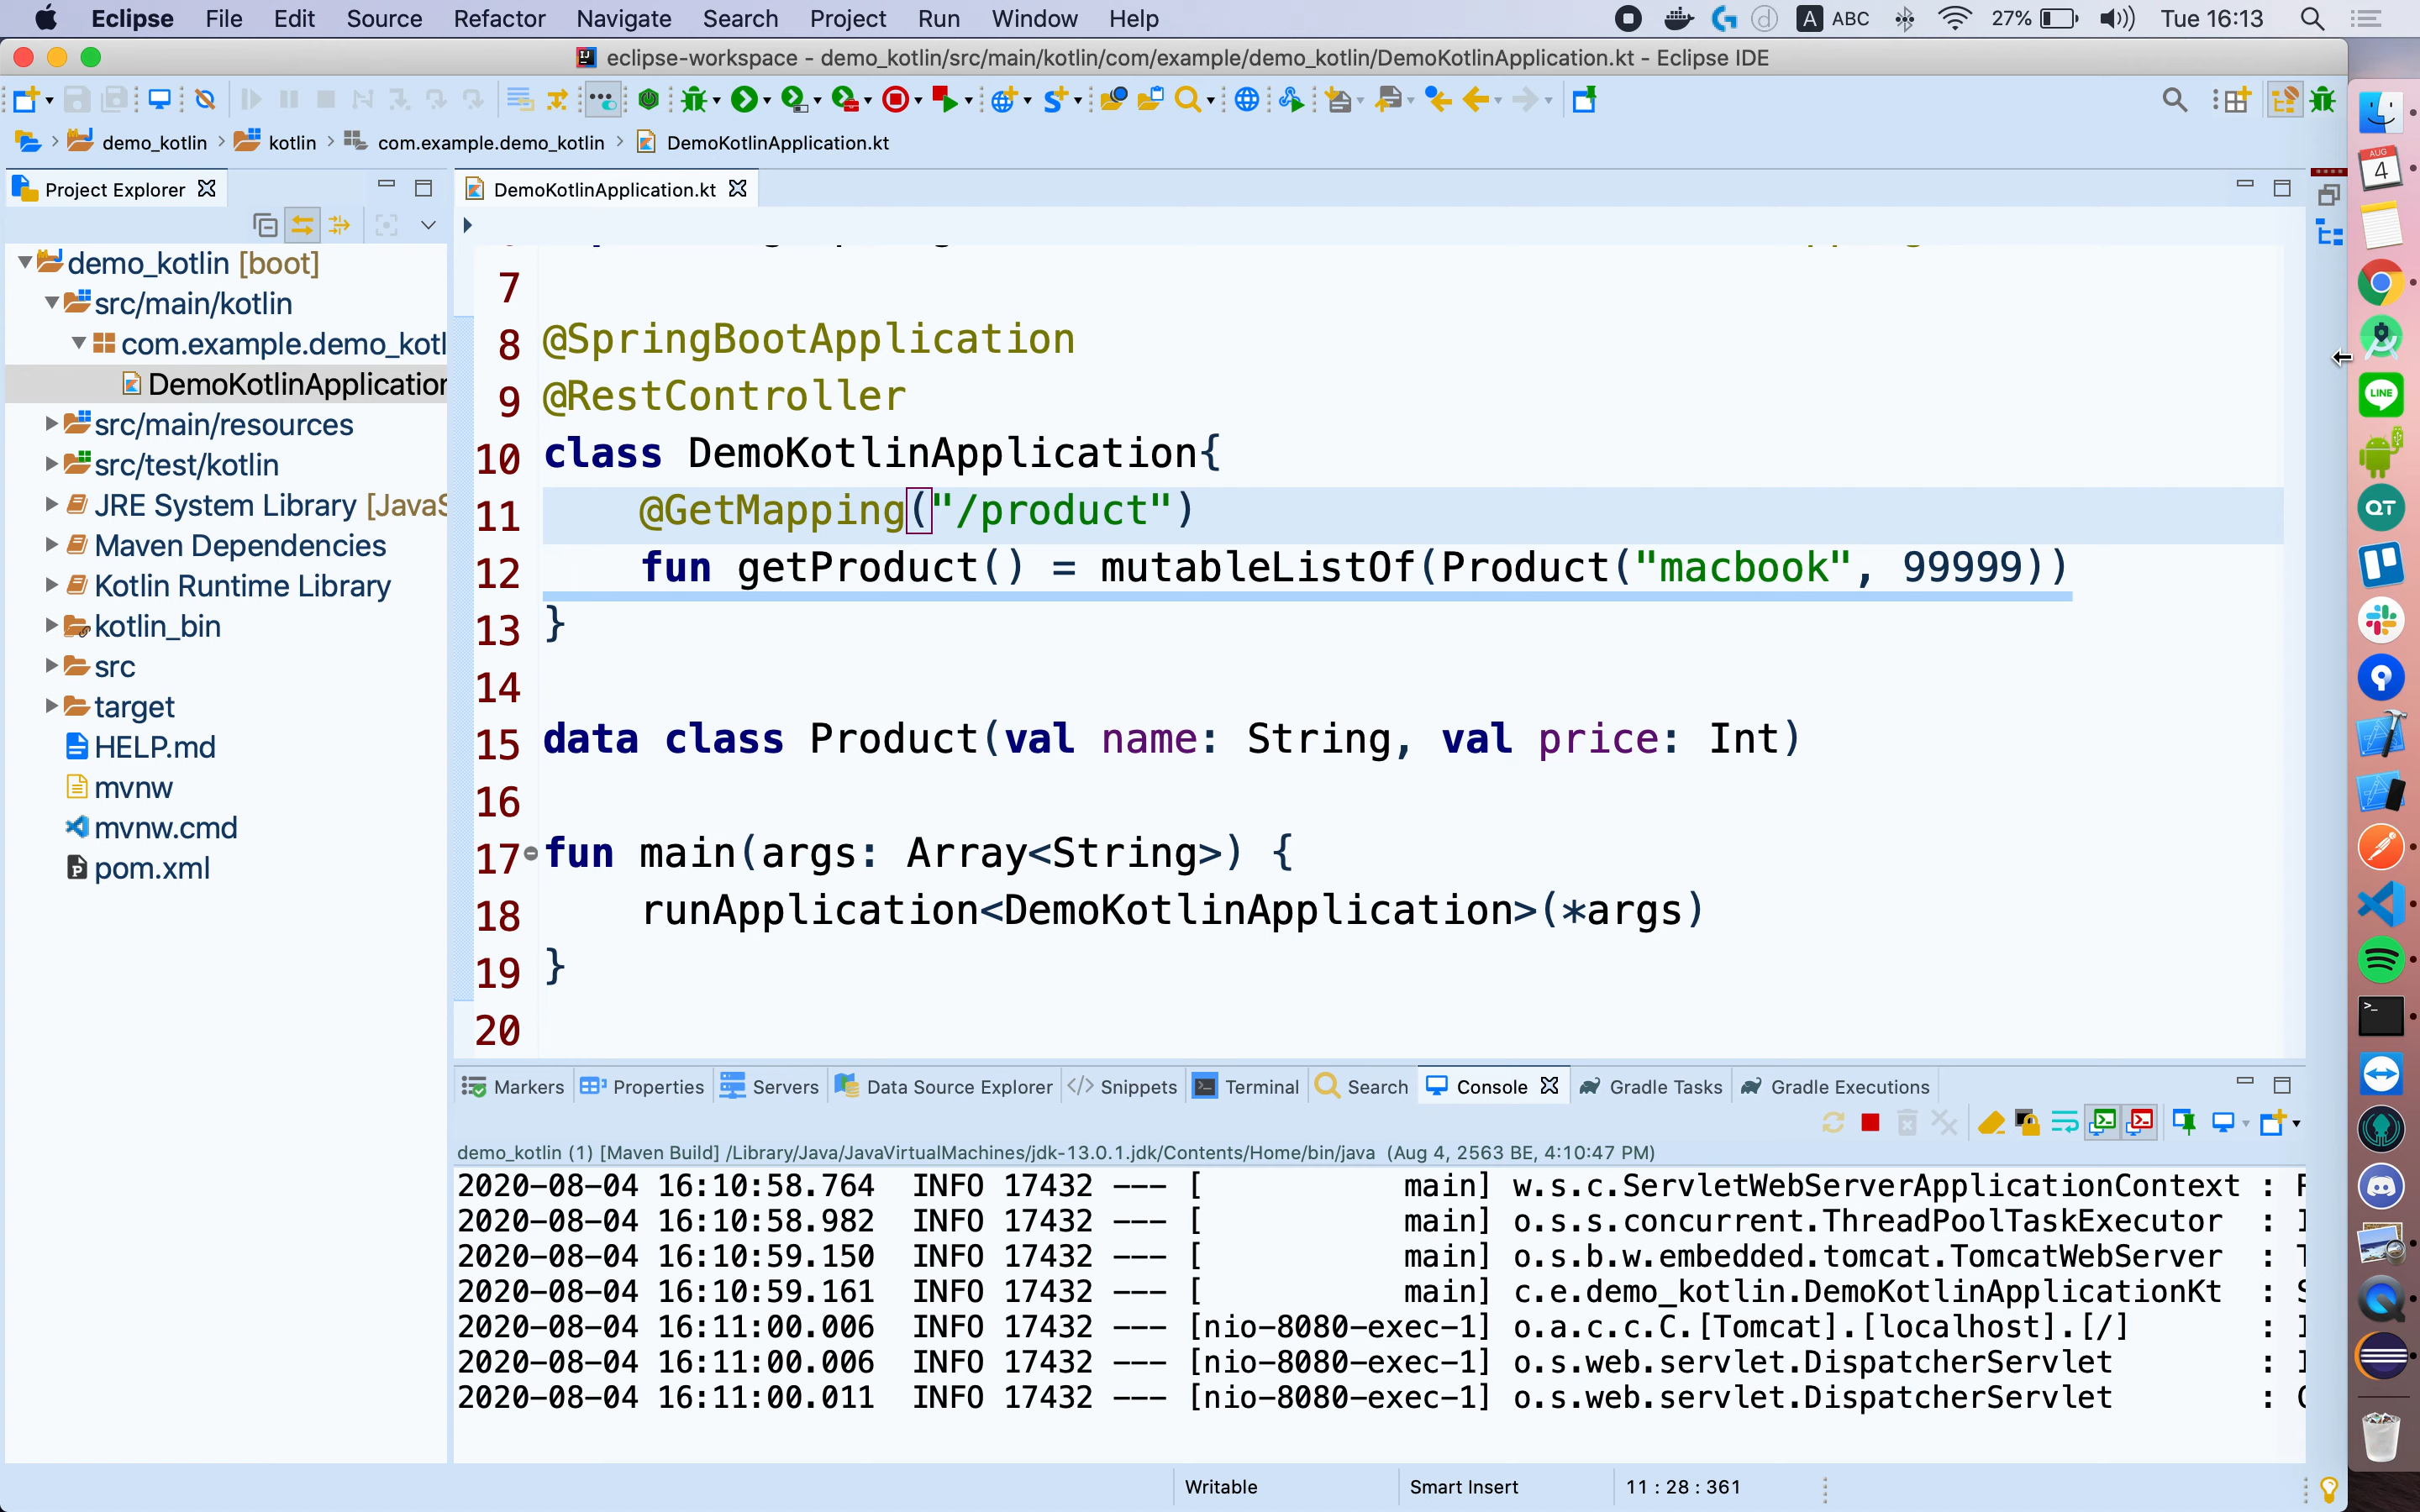 Eclipse File Edit Source Refactor Navigate Search Project Run Window Help A ABC 27% Tue 16:13
eclipse-workspace - demo_kotlin/src/main/kotlin/com/example/demo_kotlin/DemoKotlinApplication.kt - Eclipse IDE
demo_kotlin kotlin com.example.demo_kotlin DemoKotlinApplication.kt
Project Explorer
demo_kotlin [boot]
src/main/kotlin
com.example.demo_kotl
DemoKotlinApplication
src/main/resources
src/test/kotlin
JRE System Library [JavaS
Maven Dependencies
Kotlin Runtime Library
kotlin_bin
src
target
HELP.md
mvnw
mvnw.cmd
pom.xml
DemoKotlinApplication.kt
7
8 @SpringBootApplication
9 @RestController
10 class DemoKotlinApplication{
11 @GetMapping("/product")
12 fun getProduct() = mutableListOf(Product("macbook", 99999))
13 }
14
15 data class Product(val name: String, val price: Int)
16
17 fun main(args: Array<String>) {
18 runApplication<DemoKotlinApplication>(*args)
19 }
20
Markers Properties Servers Data Source Explorer Snippets Terminal Search Console Gradle Tasks Gradle Executions
demo_kotlin (1) [Maven Build] /Library/Java/JavaVirtualMachines/jdk-13.0.1.jdk/Contents/Home/bin/java (Aug 4, 2563 BE, 4:10:47 PM)
2020-08-04 16:10:58.764 INFO 17432 --- [ main] w.s.c.ServletWebServerApplicationContext :
2020-08-04 16:10:58.982 INFO 17432 --- [ main] o.s.s.concurrent.ThreadPoolTaskExecutor :
2020-08-04 16:10:59.150 INFO 17432 --- [ main] o.s.b.w.embedded.tomcat.TomcatWebServer :
2020-08-04 16:10:59.161 INFO 17432 --- [ main] c.e.demo_kotlin.DemoKotlinApplicationKt :
2020-08-04 16:11:00.006 INFO 17432 --- [nio-8080-exec-1] o.a.c.c.C.[Tomcat].[localhost].[/] :
2020-08-04 16:11:00.006 INFO 17432 --- [nio-8080-exec-1] o.s.web.servlet.DispatcherServlet :
2020-08-04 16:11:00.011 INFO 17432 --- [nio-8080-exec-1] o.s.web.servlet.DispatcherServlet :
Writable Smart Insert 11 : 28 : 361
AUG
4
LINE
QT